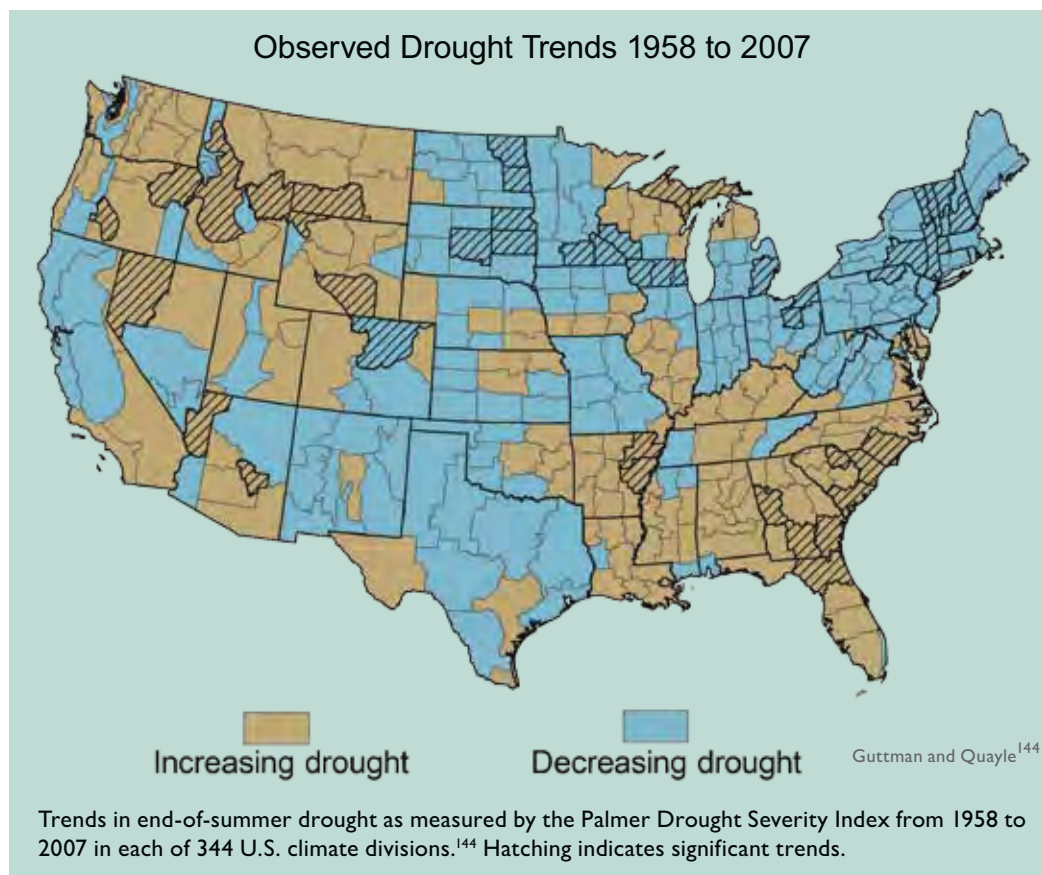 Observed Drought Trends 1958 to 2007
Increasing drought
Decreasing drought
Guttman and Quayle144
Trends in end-of-summer drought as measured by the Palmer Drought Severity Index from 1958 to
2007 in each of 344 U.S. climate divisions.144 Hatching indicates significant trends.